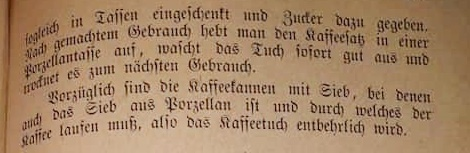 sogleich in Tassen eingeschenkt und Zucker dazu gegeben.
Nach gemachtem Gebrauch hebt man den Kaffeesatz in einer
Porzellantasse auf, wascht das Tuch sofort gut aus und
trocknet es zum nächsten Gebrauch.
Vorzüglich sind die Kaffeekannen mit Sieb, bei denen
auch das Sieb aus Porzellan ist und durch welches der
Kaffee laufen muß, also das Kaffeetuch entbehrlich wird.